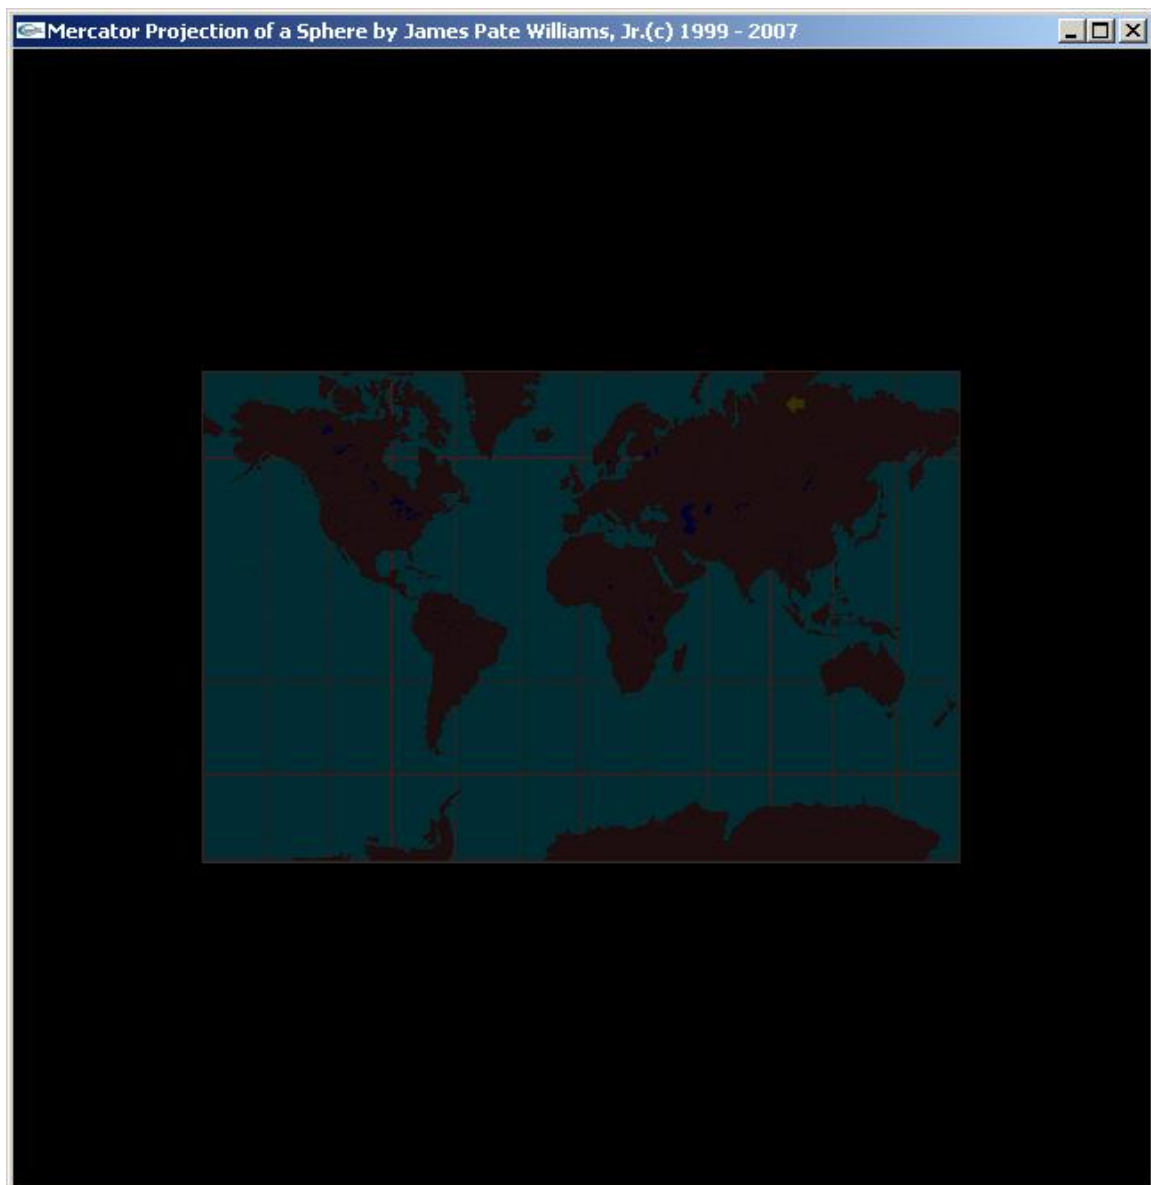 Mercator Projection of a Sphere by James Pate Williams, Jr.(c) 1999 - 2007